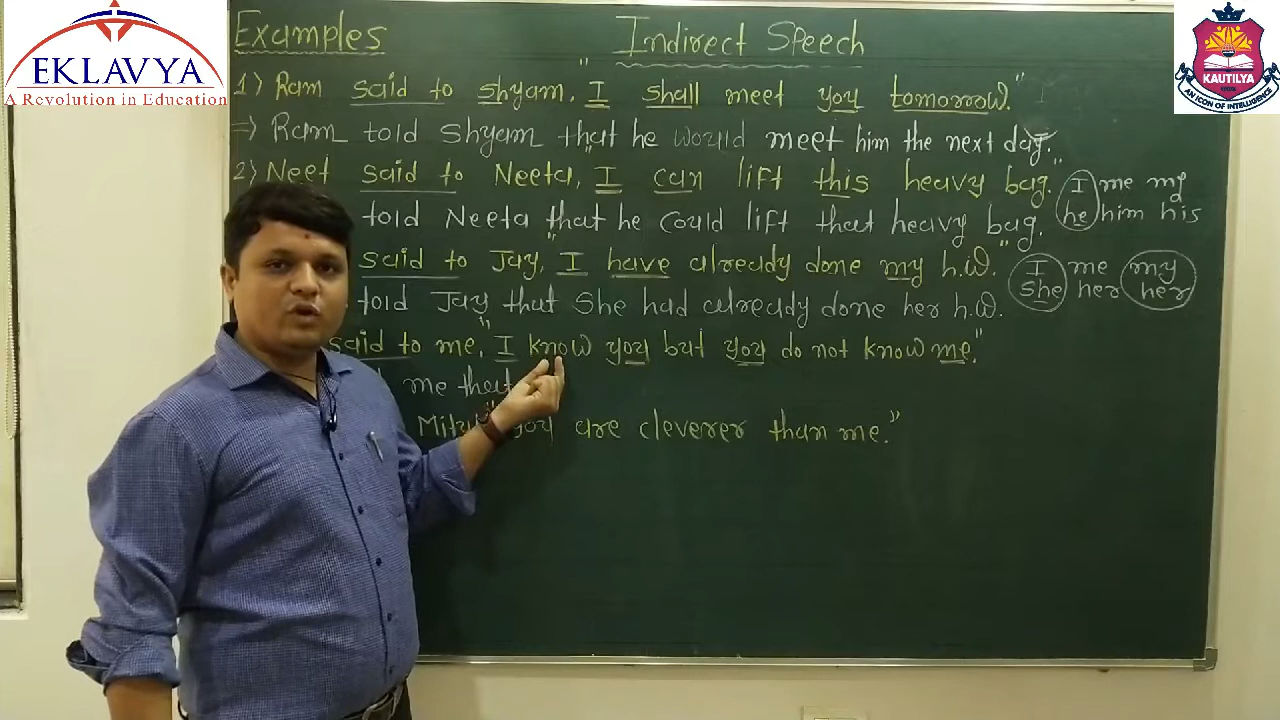 EKLAVYA
A Revolution in Education
KAUTILYA
AN ICON OF INTELLIGENCE
Examples
Indirect Speech
1) Ram said to shyam, "I shall meet you tomorrow."
=> Ram told Shyam that he would meet him the next day.
2) Neet said to Neeta, "I can lift this heavy bag."
told Neeta that he could lift that heavy bag.
I me my
he him his
said to Jay, "I have already done my h.w."
told Jay that She had already done her h.w.
I me my
She her her
said to me, "I know you but you do not know me."
me that
Mitu you are cleverer than me."